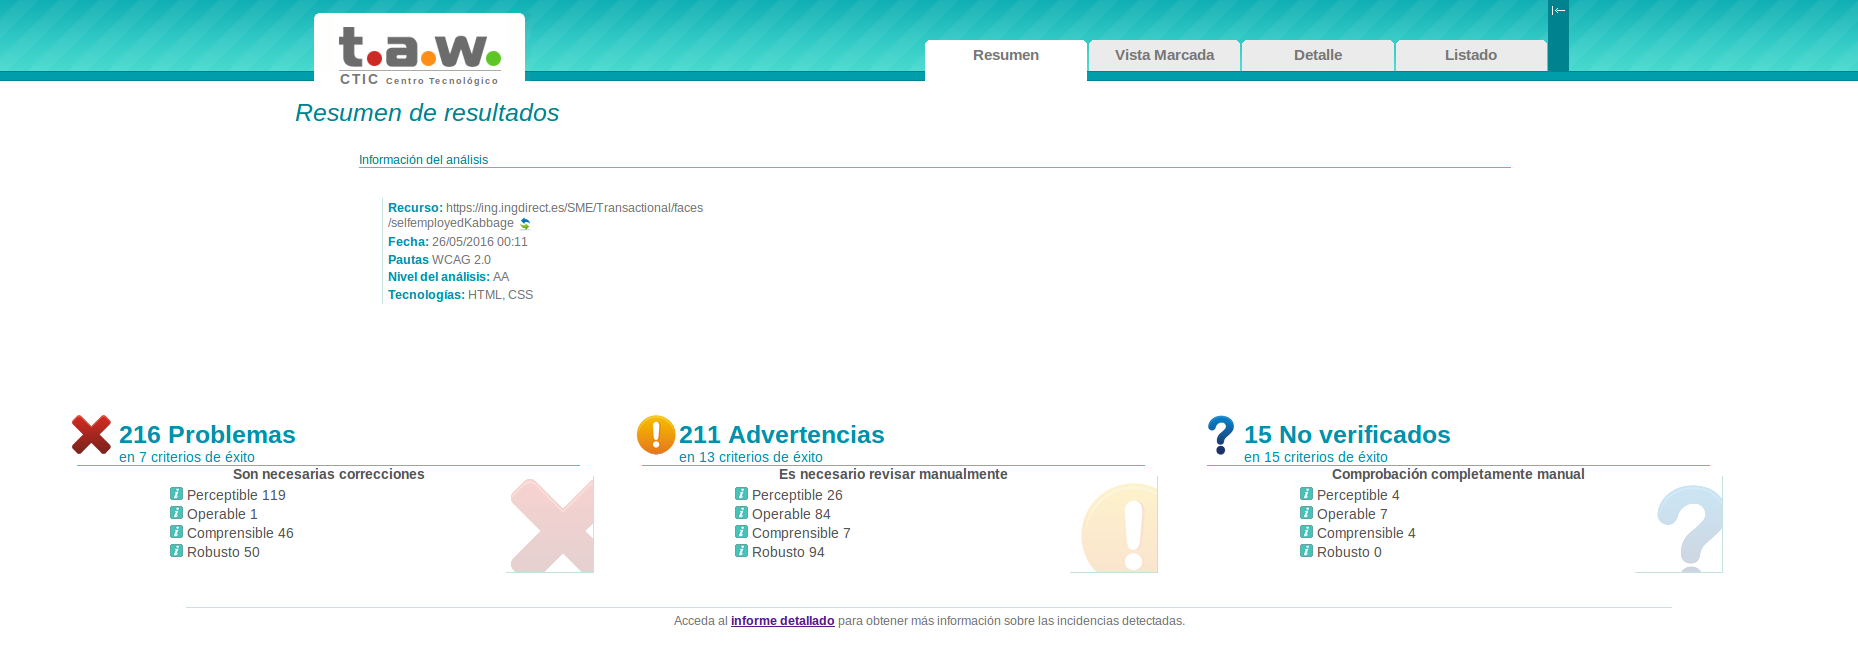 t.a.w.
CTIC Centro Tecnológico
Resumen
Vista Marcada
Detalle
Listado
Resumen de resultados
Información del análisis
Recurso: https://ing.ingdirect.es/SME/Transactional/faces
/selfemployedKabbage
Fecha: 26/05/2016 00:11
Pautas WCAG 2.0
Nivel del análisis: AA
Tecnologías: HTML, CSS
216 Problemas
en 7 criterios de éxito
Son necesarias correcciones
Perceptible 119
Operable 1
Comprensible 46
Robusto 50
211 Advertencias
en 13 criterios de éxito
Es necesario revisar manualmente
Perceptible 26
Operable 84
Comprensible 7
Robusto 94
15 No verificados
en 15 criterios de éxito
Comprobación completamente manual
Perceptible 4
Operable 7
Comprensible 4
Robusto 0
Acceda al informe detallado para obtener más información sobre las incidencias detectadas.